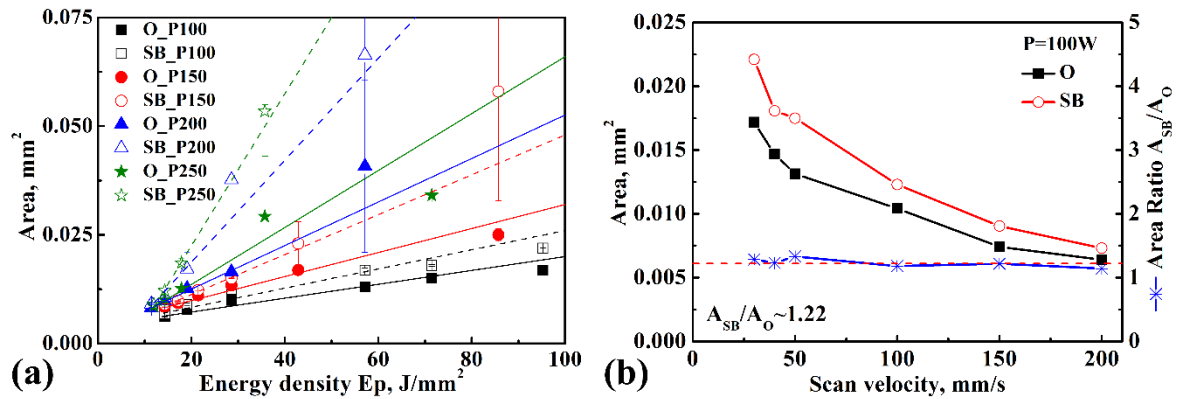 0.075
0.050
0.025
0.000
Area, mm²
O_P100
SB_P100
O_P150
SB_P150
O_P200
SB_P200
O_P250
SB_P250
0 20 40 60 80 100
Energy density Ep, J/mm²
(a)
0.025
0.020
0.015
0.010
0.005
0.000
Area, mm²
P=100W
O
SB
A_SB/A_O~1.22
0 50 100 150 200
Scan velocity, mm/s
5
4
3
2
1
0
Area Ratio A_SB/A_O
(b)